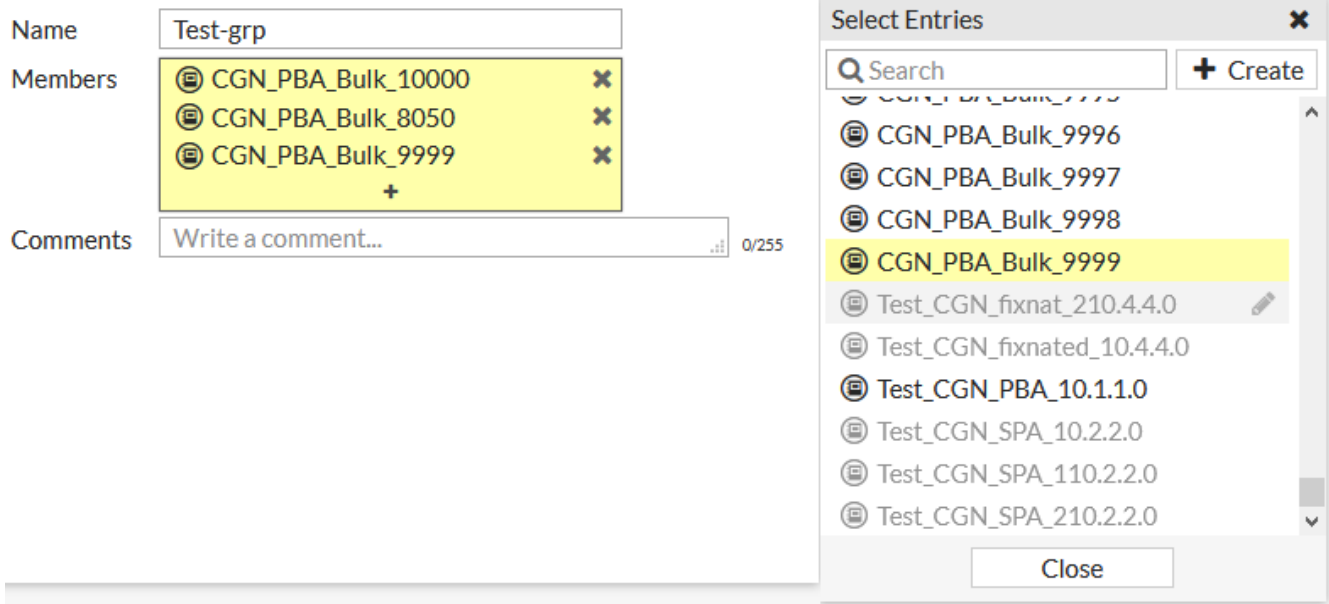 Name
Test-grp
Members
CGN_PBA_Bulk_10000
CGN_PBA_Bulk_8050
CGN_PBA_Bulk_9999
Comments
Write a comment...
0/255
Select Entries
Search
Create
CGN_PBA_Bulk_9995
CGN_PBA_Bulk_9996
CGN_PBA_Bulk_9997
CGN_PBA_Bulk_9998
CGN_PBA_Bulk_9999
Test_CGN_fixnat_210.4.4.0
Test_CGN_fixnated_10.4.4.0
Test_CGN_PBA_10.1.1.0
Test_CGN_SPA_10.2.2.0
Test_CGN_SPA_110.2.2.0
Test_CGN_SPA_210.2.2.0
Close